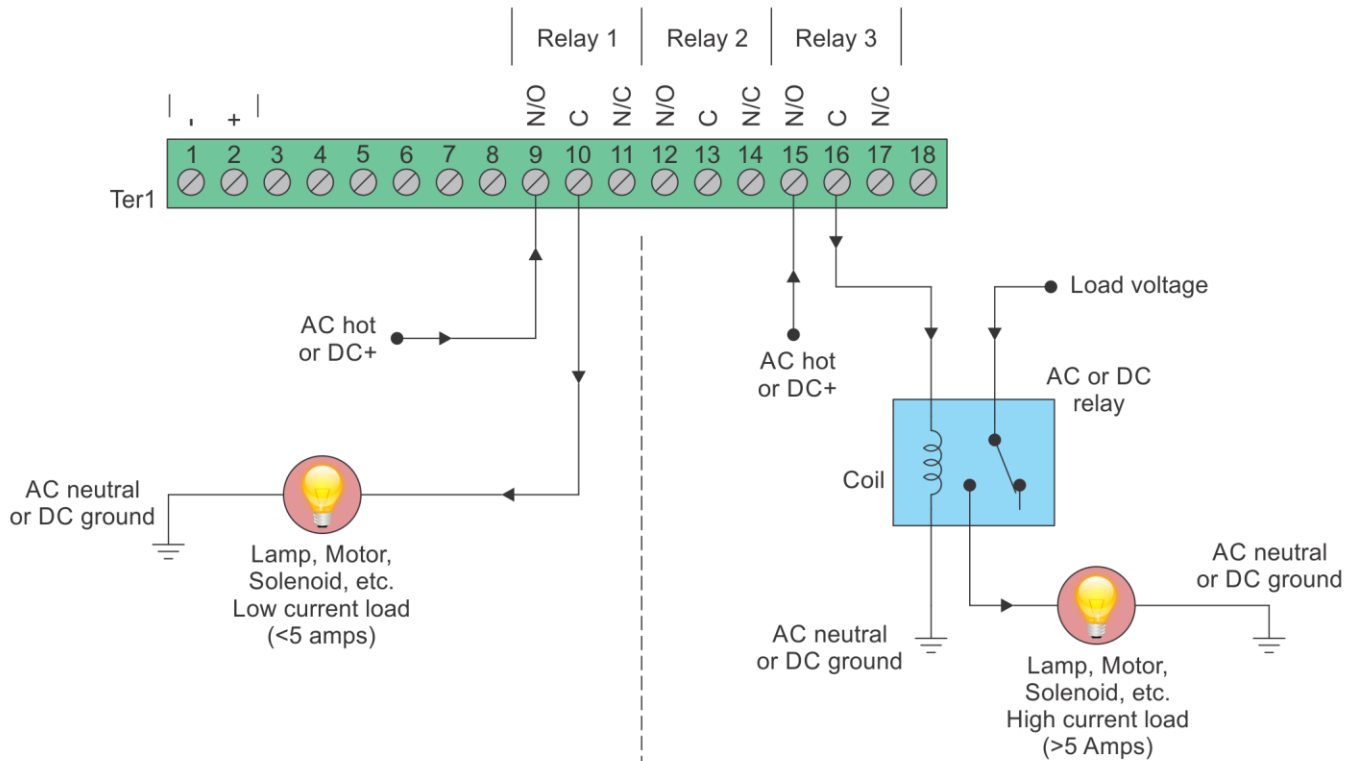 Relay 1
Relay 2
Relay 3
- + N/O C N/C N/O C N/C N/O C N/C
1 2 3 4 5 6 7 8 9 10 11 12 13 14 15 16 17 18
Ter1
AC hot
or DC+
AC neutral
or DC ground
Lamp, Motor,
Solenoid, etc.
Low current load
(<5 amps)
AC hot
or DC+
Load voltage
AC or DC
relay
Coil
AC neutral
or DC ground
AC neutral
or DC ground
Lamp, Motor,
Solenoid, etc.
High current load
(>5 Amps)